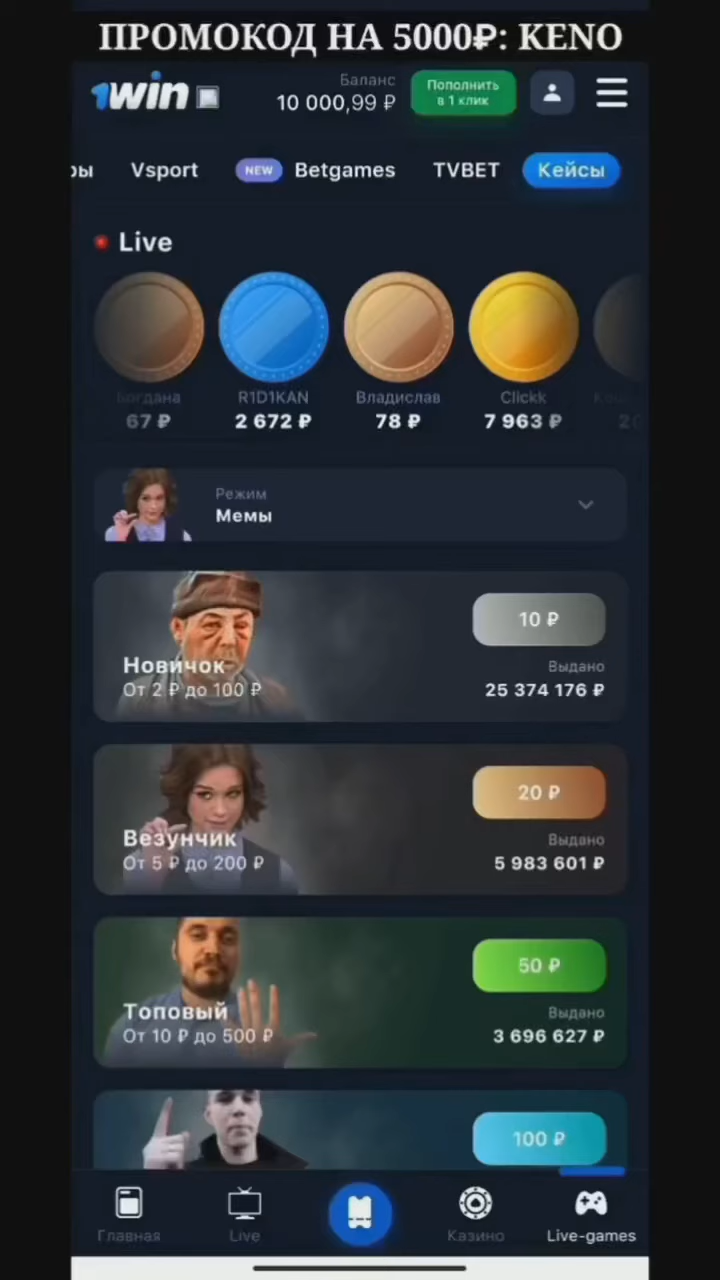 ПРОМОКОД НА 5000₽: KENO
1win
Баланс
10 000,99 ₽
Пополнить
в 1 клик
ры Vsport NEW Betgames TVBET Кейсы
Live
Богдана R1D1KAN Владислав Clickk
67 ₽ 2 672 ₽ 78 ₽ 7 963 ₽ 20
Режим
Мемы
10 ₽
Новичок
От 2 ₽ до 100 ₽
Выдано
25 374 176 ₽
20 ₽
Везунчик
От 5 ₽ до 200 ₽
Выдано
5 983 601 ₽
50 ₽
Топовый
От 10 ₽ до 500 ₽
Выдано
3 696 627 ₽
100 ₽
Главная Live Казино Live-games